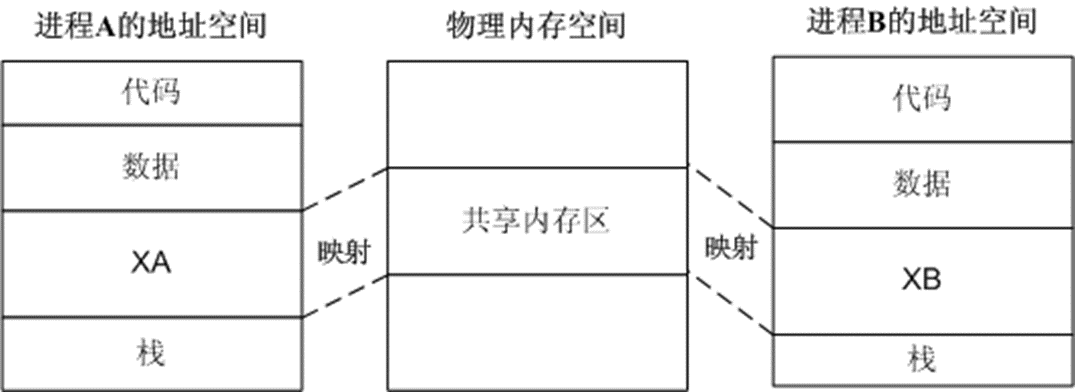 进程A的地址空间
物理内存空间
进程B的地址空间
代码
数据
XA
栈
映射
共享内存区
映射
代码
数据
XB
栈